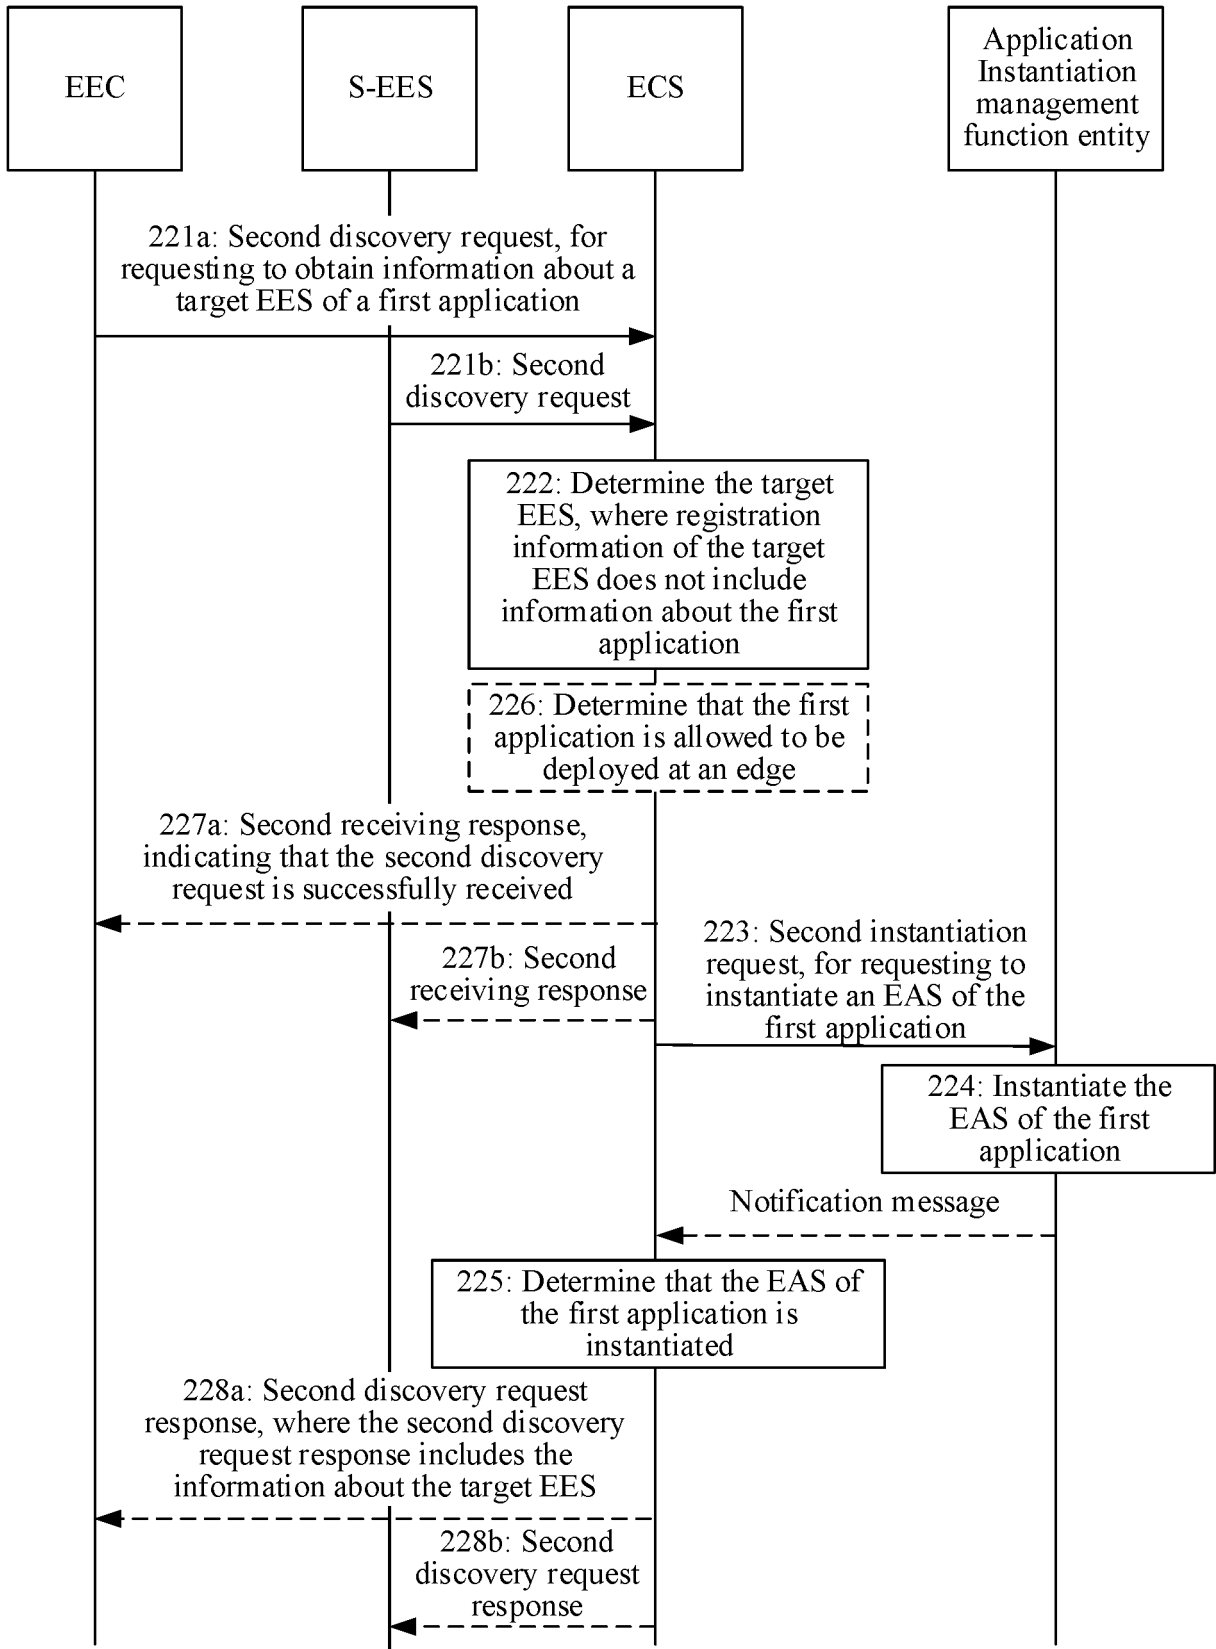 EEC
S-EES
ECS
Application
Instantiation
management
function entity
221a: Second discovery request, for
requesting to obtain information about a
target EES of a first application
221b: Second
discovery request
222: Determine the target
EES, where registration
information of the target
EES does not include
information about the first
application
226: Determine that the first
application is allowed to be
deployed at an edge
227a: Second receiving response,
indicating that the second discovery
request is successfully received
227b: Second
receiving response
223: Second instantiation
request, for requesting to
instantiate an EAS of the
first application
224: Instantiate the
EAS of the first
application
Notification message
225: Determine that the EAS of
the first application is
instantiated
228a: Second discovery request
response, where the second discovery
request response includes the
information about the target EES
228b: Second
discovery request
response